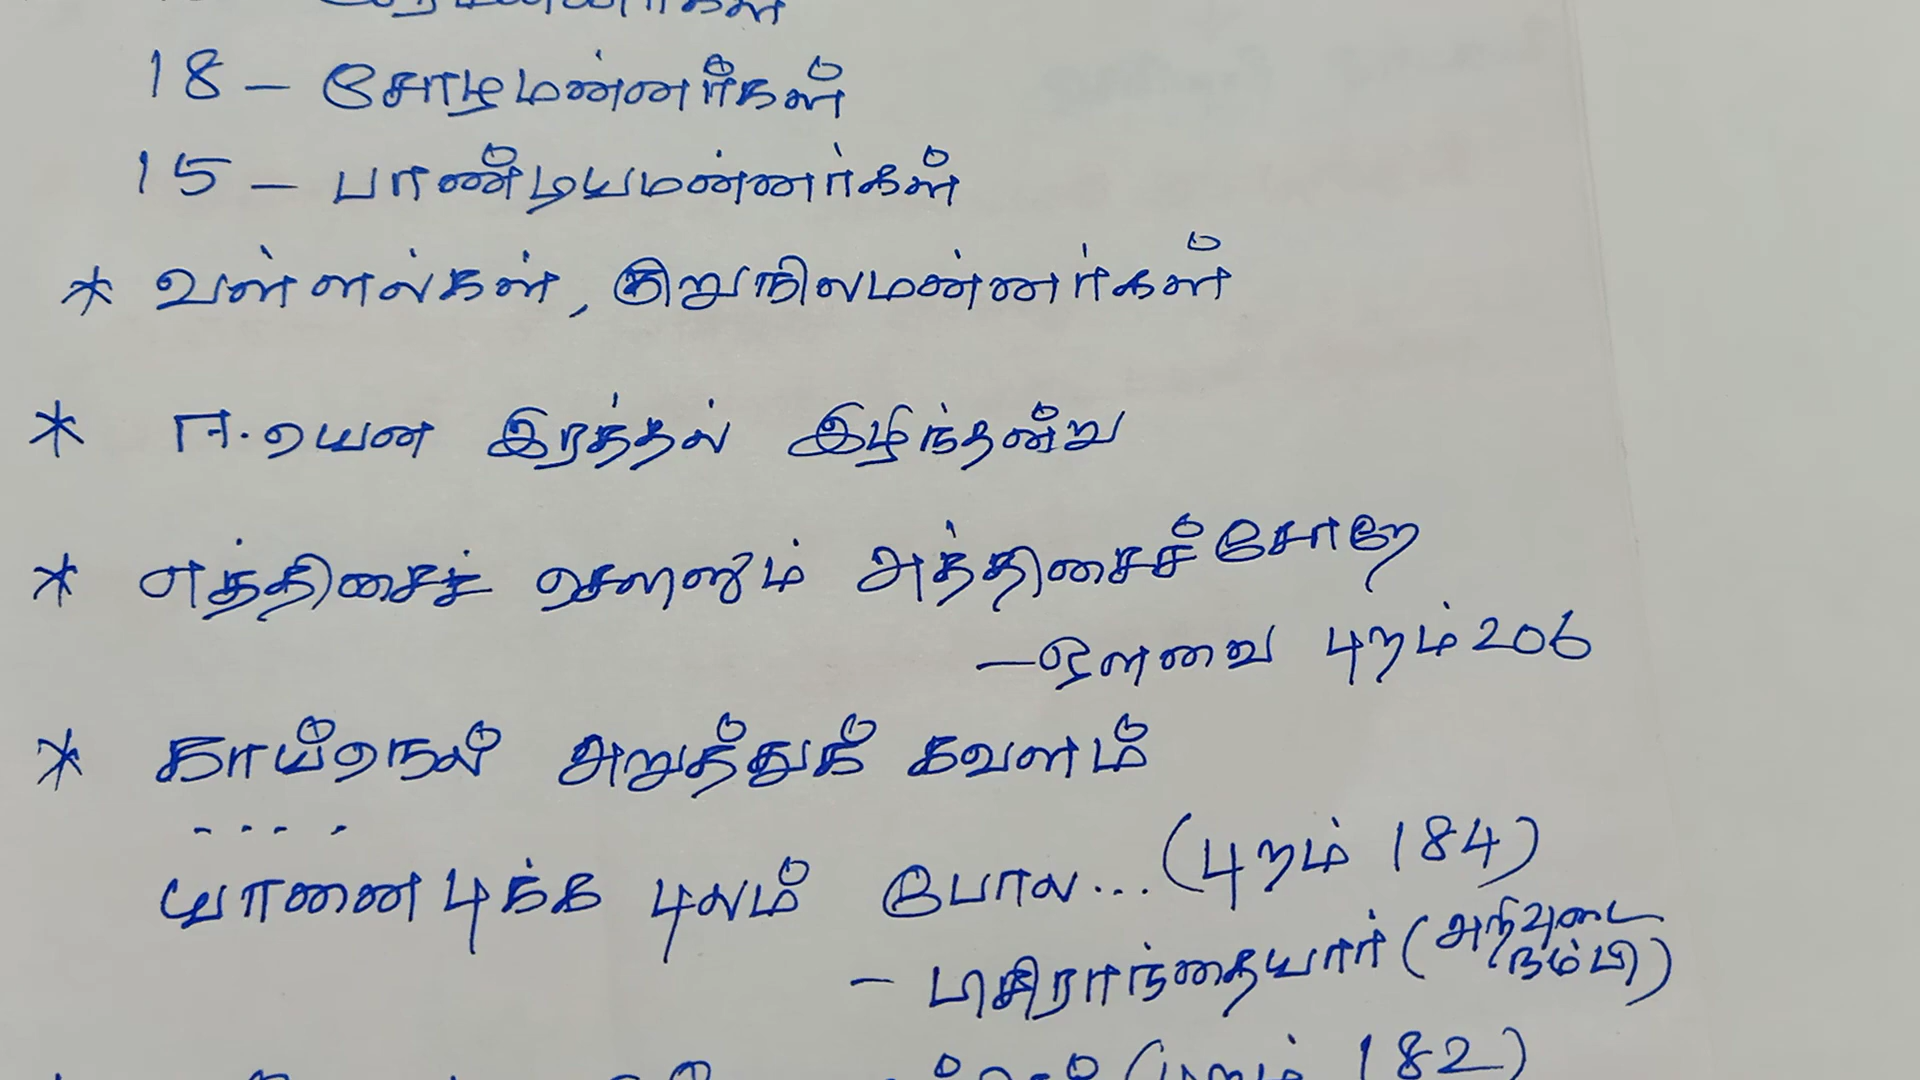 18 – சோழமன்னர்கள்
15 – பாண்டியமன்னர்கள்
* வள்ளல்கள், குறுநிலமன்னர்கள்
* ஈ.யென இரத்தல் இழிந்தன்று
* எத்திசைச் செலினும் அத்திசைச்சோறே
– ஔவை புறம் 206
* காய்நெல் அறுத்துக் கவளம்
. . . .
யானை புக்க புலம் போல... (புறம் 184)
– பிசிராந்தையார் (அறிவுடை நம்பி)
(புறம் 182)